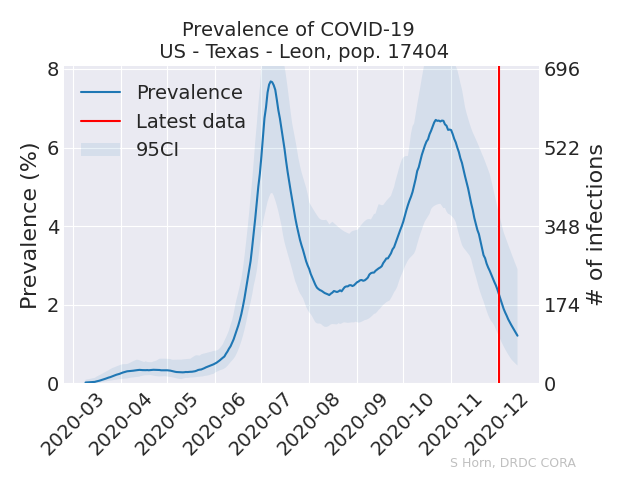 Prevalence of COVID-19
US - Texas - Leon, pop. 17404
Prevalence
Latest data
95CI
Prevalence (%)
8
6
4
2
0
696
522
348
174
0
# of infections
2020-03
2020-04
2020-05
2020-06
2020-07
2020-08
2020-09
2020-10
2020-11
2020-12
S Horn, DRDC CORA